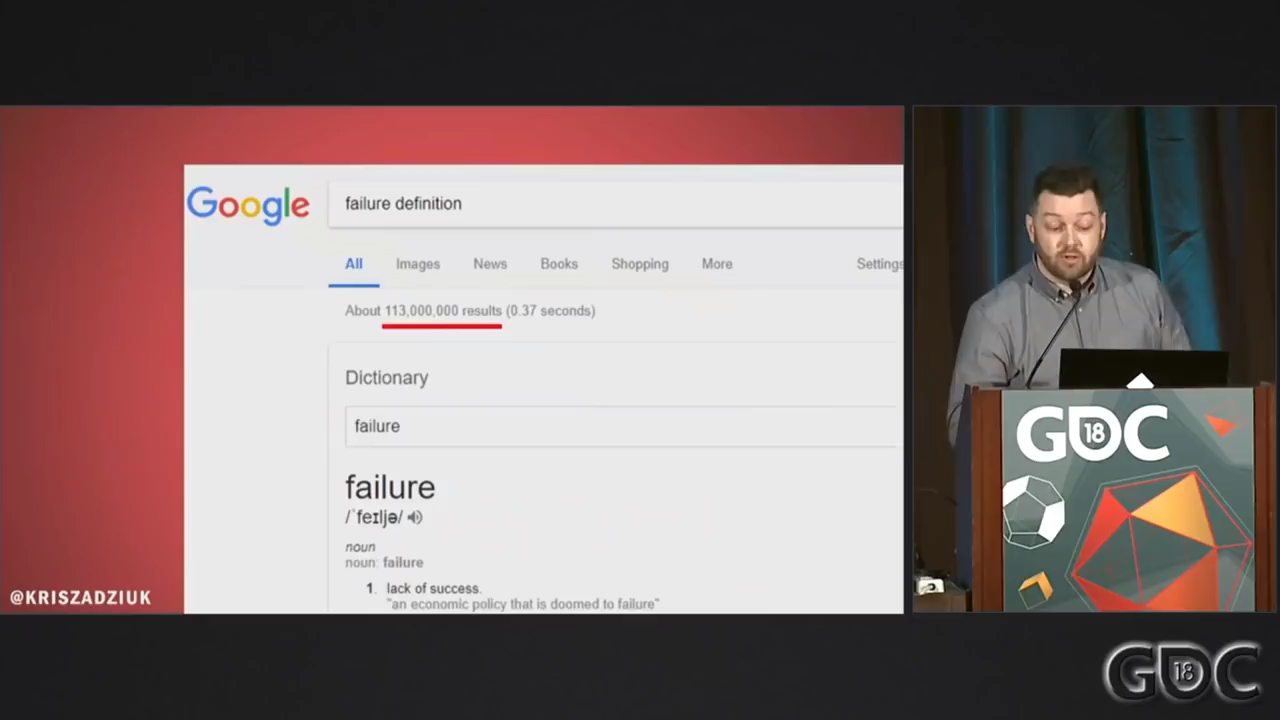 Google
failure definition
All Images News Books Shopping More Settings
About 113,000,000 results (0.37 seconds)
Dictionary
failure
failure
/ˈfeɪljə/
noun
noun: failure
1. lack of success.
"an economic policy that is doomed to failure"
@KRISZADZIUK
GDC
18
GDC
18